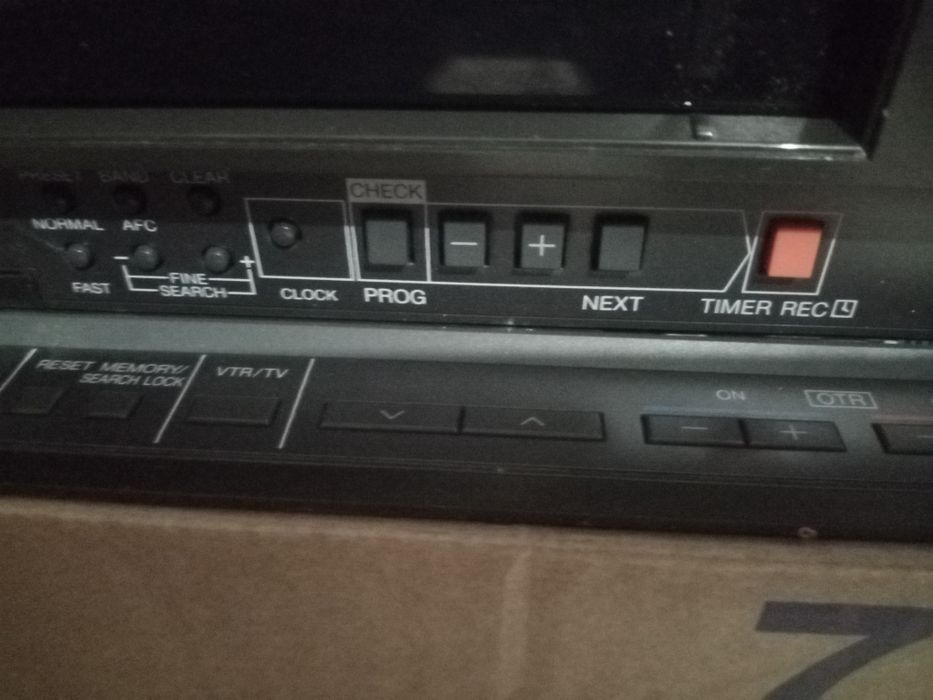 PRESET BAND CLEAR
CHECK
NORMAL AFC
- +
- +
FINE
SEARCH
FAST
CLOCK
PROG
NEXT
TIMER REC
RESET MEMORY/
SEARCH LOCK
VTR/TV
ON
OTR
- +
-
7